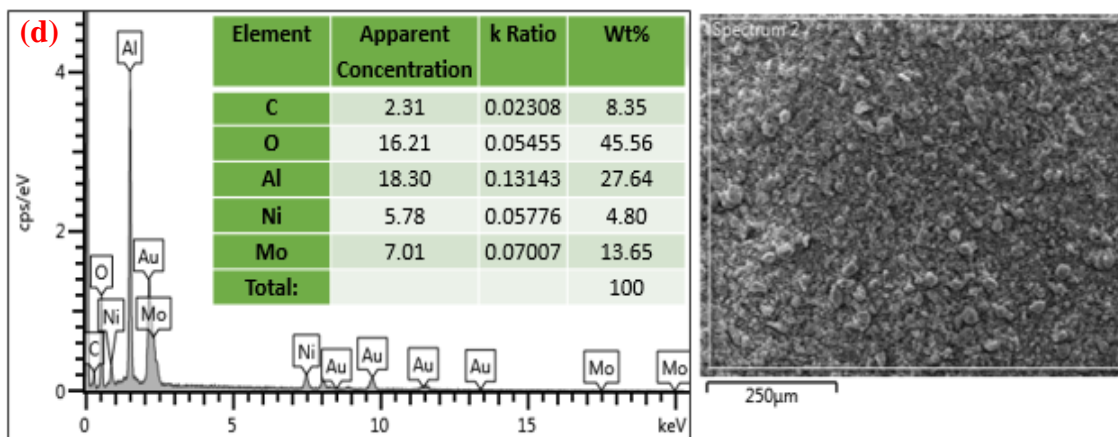 (d)
Element Apparent Concentration k Ratio Wt%
C 2.31 0.02308 8.35
O 16.21 0.05455 45.56
Al 18.30 0.13143 27.64
Ni 5.78 0.05776 4.80
Mo 7.01 0.07007 13.65
Total: 100
cps/eV
4
2
0
Al
O
Au
Ni
Mo
C
Ni
Au
Au
Au
Au
Mo
Mo
0 5 10 15 keV
Spectrum 2
250μm